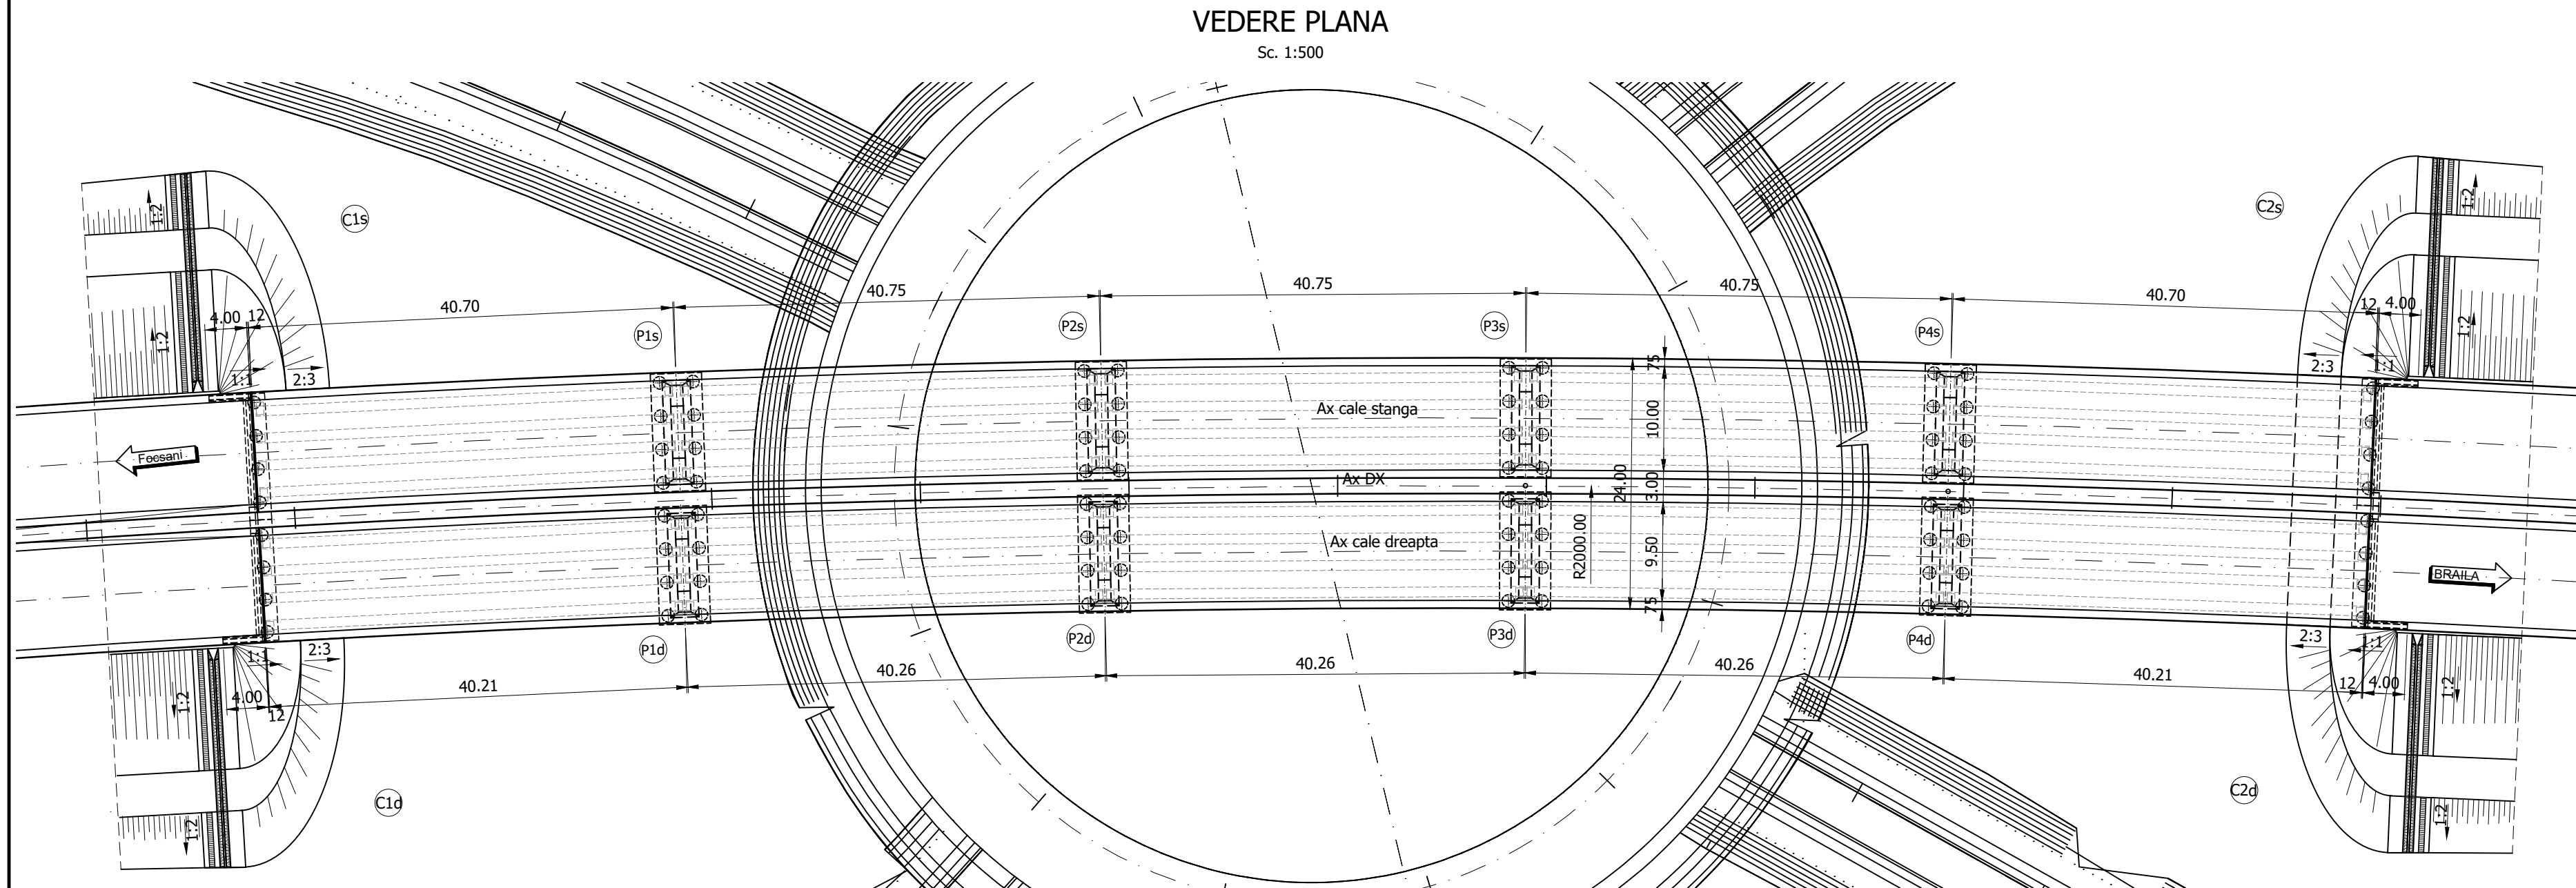 VEDERE PLANA
Sc. 1:500
C1s
C2s
1:2
1:2
40.70
40.75
40.75
40.75
40.70
4.00
12
12
4.00
P1s
P2s
P3s
P4s
1:2
1:2
1:1
2:3
2:3
1:1
75
Ax cale stanga
10.00
Focsani
Ax DX
24.00
3.00
Ax cale dreapta
R2000.00
9.50
BRAILA
75
P1d
P2d
P3d
P4d
1:1
2:3
2:3
1:1
40.21
40.26
40.26
40.26
40.21
1:2
4.00
12
12
4.00
1:2
C1d
C2d
1:2
1:2